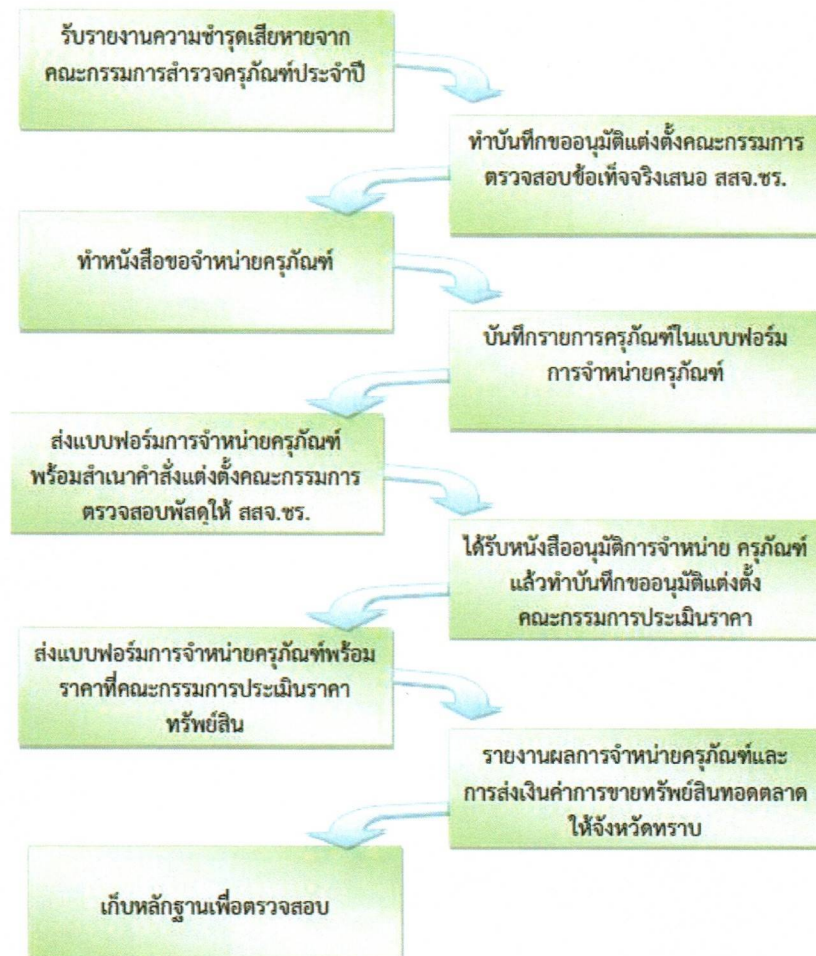 รับรายงานความชำรุดเสียหายจาก
คณะกรรมการสำรวจครุภัณฑ์ประจำปี
ทำบันทึกขออนุมัติแต่งตั้งคณะกรรมการ
ตรวจสอบข้อเท็จจริงเสนอ สสจ.ชร.
ทำหนังสือขอจำหน่ายครุภัณฑ์
บันทึกรายการครุภัณฑ์ในแบบฟอร์ม
การจำหน่ายครุภัณฑ์
ส่งแบบฟอร์มการจำหน่ายครุภัณฑ์
พร้อมสำเนาคำสั่งแต่งตั้งคณะกรรมการ
ตรวจสอบพัสดุให้ สสจ.ชร.
ได้รับหนังสืออนุมัติการจำหน่าย ครุภัณฑ์
แล้วทำบันทึกขออนุมัติแต่งตั้ง
คณะกรรมการประเมินราคา
ส่งแบบฟอร์มการจำหน่ายครุภัณฑ์พร้อม
ราคาที่คณะกรรมการประเมินราคา
ทรัพย์สิน
รายงานผลการจำหน่ายครุภัณฑ์และ
การส่งเงินค่าการขายทรัพย์สินทอดตลาด
ให้จังหวัดทราบ
เก็บหลักฐานเพื่อตรวจสอบ